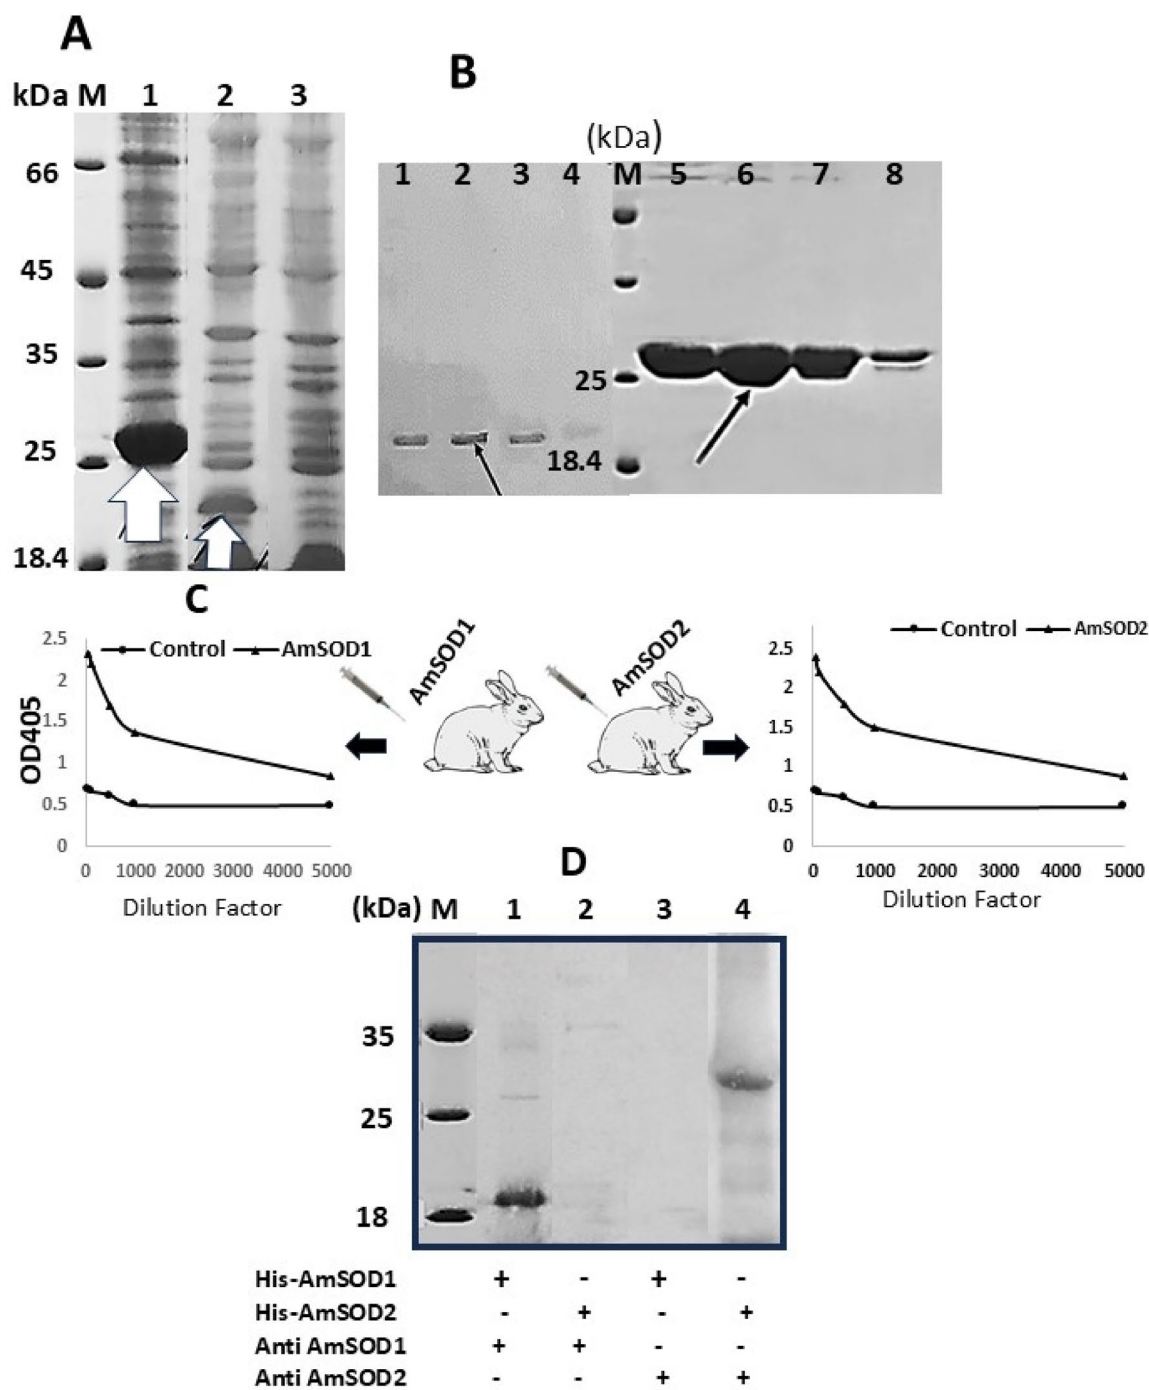 A
kDa M 1 2 3
66
45
35
25
18.4
B
(kDa)
1 2 3 4 M 5 6 7 8
25
18.4
C
2.5
2
1.5
1
0.5
0
OD405
Control AmSOD1
0 1000 2000 3000 4000 5000
Dilution Factor
AmSOD1
AmSOD2
Control AmSOD2
2.5
2
1.5
1
0.5
0
0 1000 2000 3000 4000 5000
Dilution Factor
D
(kDa) M 1 2 3 4
35
25
18
His-AmSOD1 + - + -
His-AmSOD2 - + - +
Anti AmSOD1 + + - -
Anti AmSOD2 - - + +